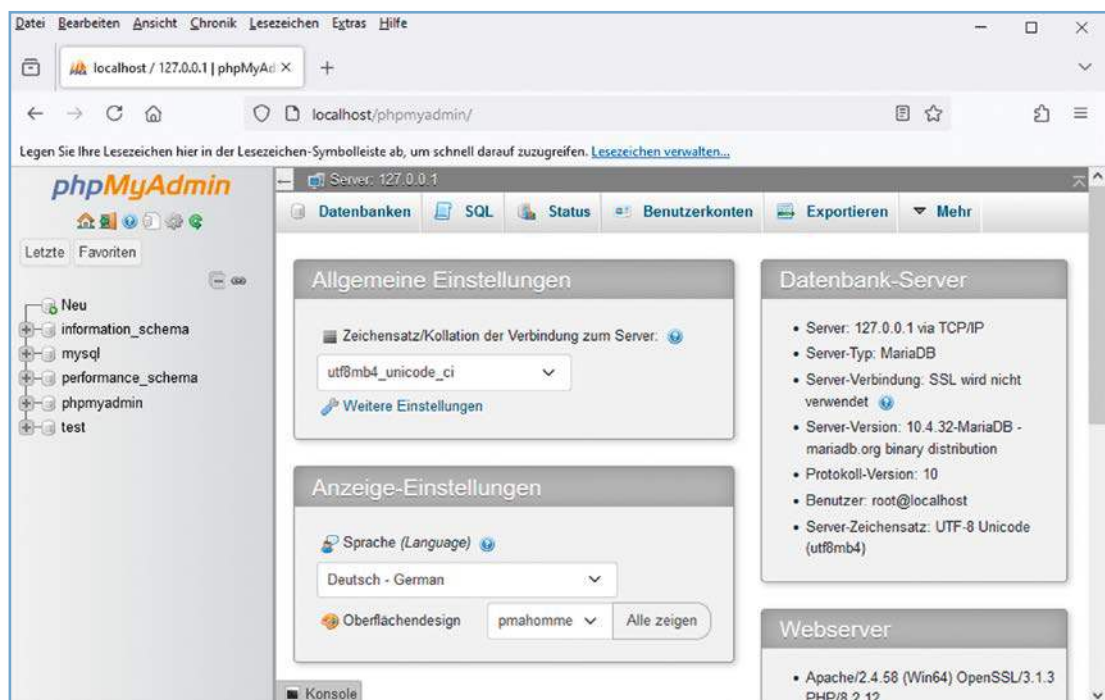 Datei Bearbeiten Ansicht Chronik Lesezeichen Extras Hilfe
localhost / 127.0.0.1 | phpMyAd
localhost/phpmyadmin/
Legen Sie Ihre Lesezeichen hier in der Lesezeichen-Symbolleiste ab, um schnell darauf zuzugreifen. Lesezeichen verwalten...
phpMyAdmin
Letzte Favoriten
Neu
information_schema
mysql
performance_schema
phpmyadmin
test
Server: 127.0.0.1
Datenbanken SQL Status Benutzerkonten Exportieren Mehr
Allgemeine Einstellungen
Zeichensatz/Kollation der Verbindung zum Server:
utf8mb4_unicode_ci
Weitere Einstellungen
Anzeige-Einstellungen
Sprache (Language)
Deutsch - German
Oberflächendesign pmahomme Alle zeigen
Konsole
Datenbank-Server
• Server: 127.0.0.1 via TCP/IP
• Server-Typ: MariaDB
• Server-Verbindung: SSL wird nicht
verwendet
• Server-Version: 10.4.32-MariaDB -
mariadb.org binary distribution
• Protokoll-Version: 10
• Benutzer: root@localhost
• Server-Zeichensatz: UTF-8 Unicode
(utf8mb4)
Webserver
• Apache/2.4.58 (Win64) OpenSSL/3.1.3
PHP/8.2.12